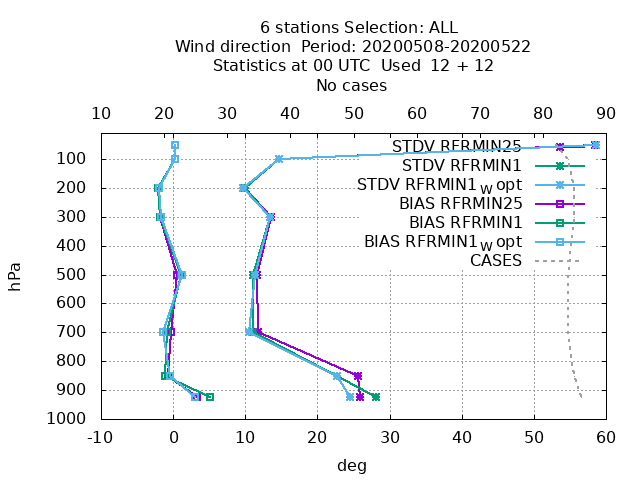 6 stations Selection: ALL
Wind direction  Period: 20200508-20200522
Statistics at 00 UTC  Used  12 + 12
No cases
10 20 30 40 50 60 70 80 90
STDV RFRMIN25
STDV RFRMIN1
STDV RFRMIN1_W opt
BIAS RFRMIN25
BIAS RFRMIN1
BIAS RFRMIN1_W opt
CASES
100
200
300
400
500
600
700
800
900
1000
hPa
-10 0 10 20 30 40 50 60
deg